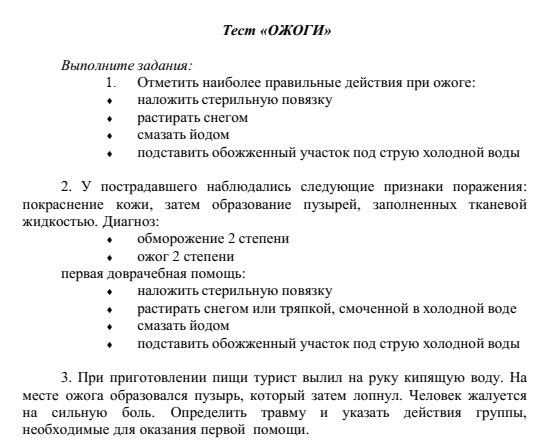 Тест «ОЖОГИ»
Выполните задания:
1. Отметить наиболее правильные действия при ожоге:
♦ наложить стерильную повязку
♦ растирать снегом
♦ смазать йодом
♦ подставить обожженный участок под струю холодной воды
2. У пострадавшего наблюдались следующие признаки поражения:
покраснение кожи, затем образование пузырей, заполненных тканевой
жидкостью. Диагноз:
♦ обморожение 2 степени
♦ ожог 2 степени
первая доврачебная помощь:
♦ наложить стерильную повязку
♦ растирать снегом или тряпкой, смоченной в холодной воде
♦ смазать йодом
♦ подставить обожженный участок под струю холодной воды
3. При приготовлении пищи турист вылил на руку кипящую воду. На
месте ожога образовался пузырь, который затем лопнул. Человек жалуется
на сильную боль. Определить травму и указать действия группы,
необходимые для оказания первой помощи.